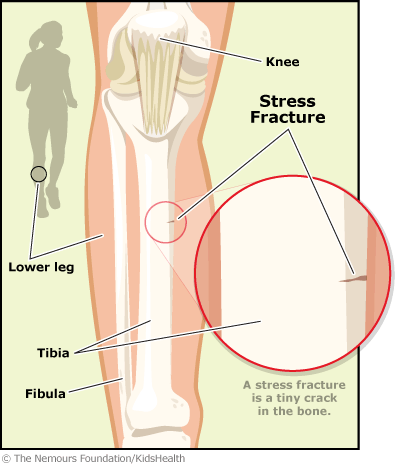 Knee
Stress
Fracture
Lower leg
Tibia
Fibula
A stress fracture
is a tiny crack
in the bone.
© The Nemours Foundation/KidsHealth